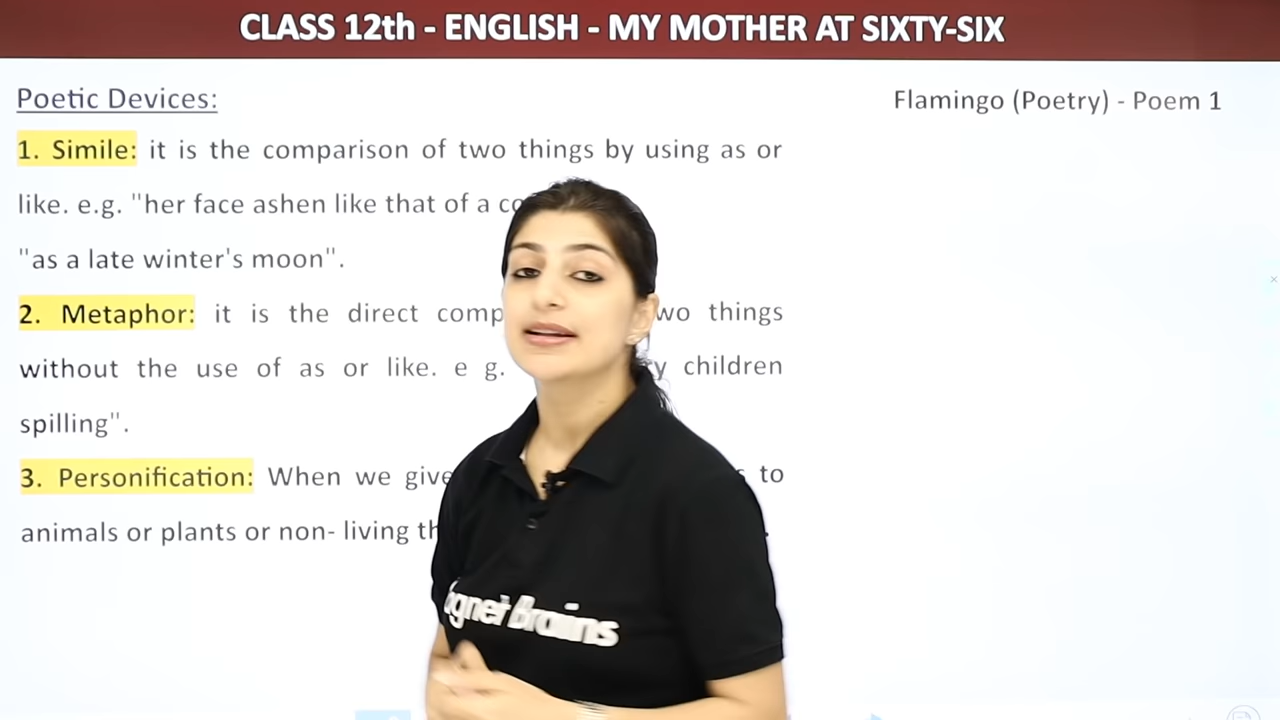 CLASS 12th - ENGLISH - MY MOTHER AT SIXTY-SIX
Poetic Devices:
Flamingo (Poetry) - Poem 1
1. Simile: it is the comparison of two things by using as or
like. e.g. "her face ashen like that of a
"as a late winter's moon".
2. Metaphor: it is the direct things
without the use of as or like. e g. children
spilling".
3. Personification: When we give to
animals or plants or non- living
Brains